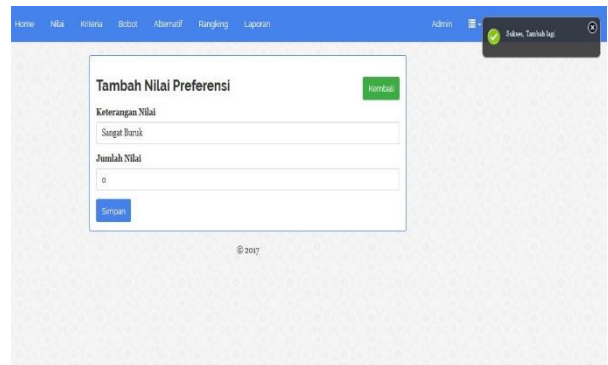 Home Nilai Kriteria Bobot Alternatif Rangking Laporan Admin
Sukses, Tambah lagi.
Tambah Nilai Preferensi
Kembali
Keterangan Nilai
Sangat Buruk
Jumlah Nilai
0
Simpan
© 2017